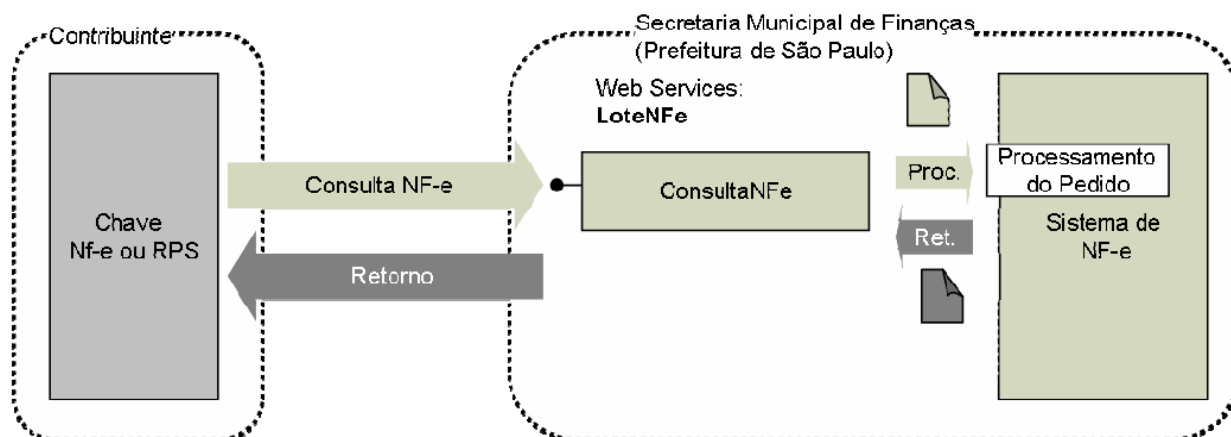 Contribuinte
Secretaria Municipal de Finanças
(Prefeitura de São Paulo)
Web Services:
LoteNFe
Chave
Nf-e ou RPS
Consulta NF-e
Retorno
ConsultaNFe
Proc.
Ret.
Processamento
do Pedido
Sistema de
NF-e